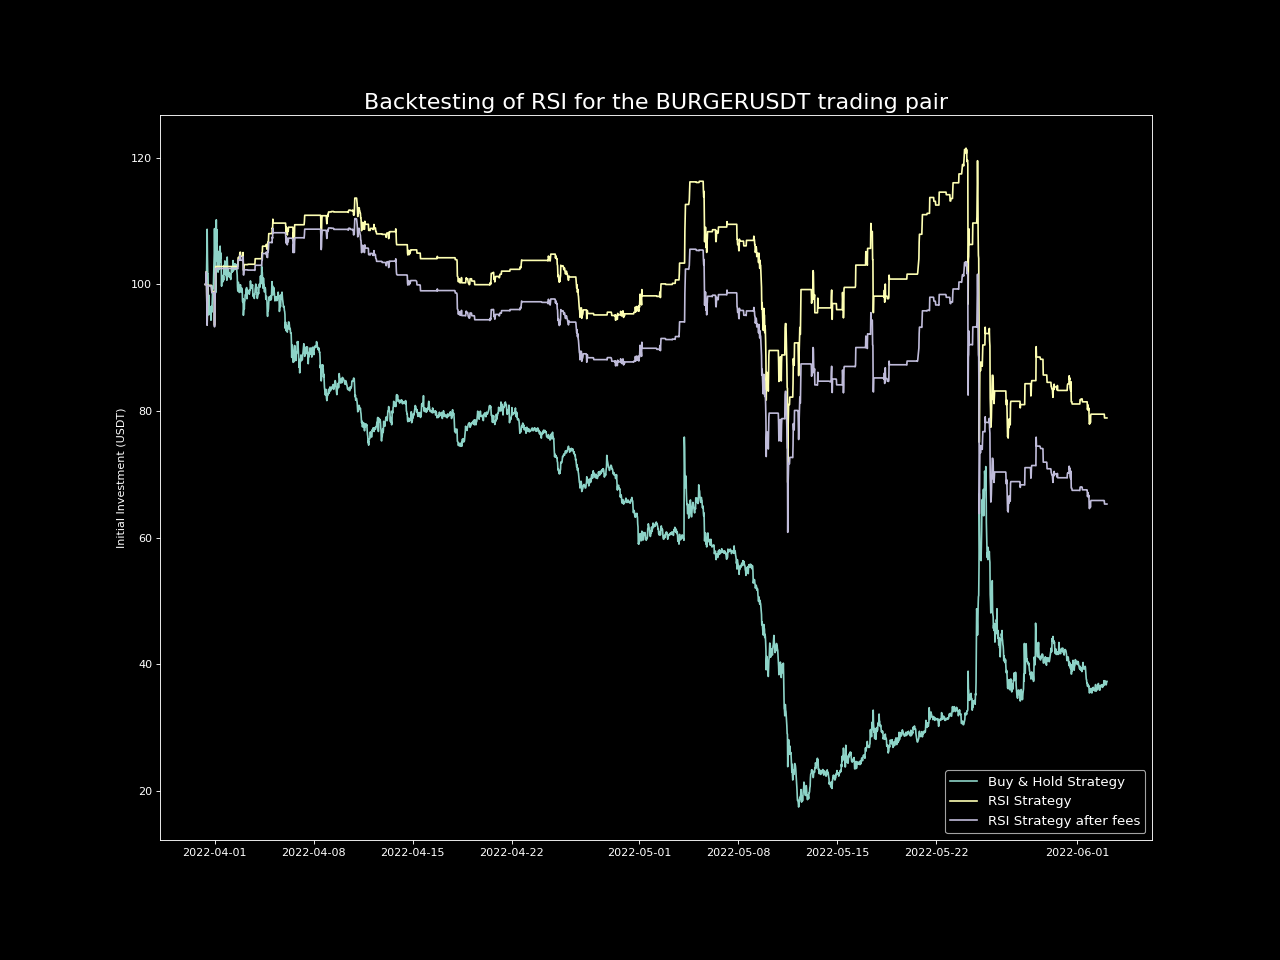 Backtesting of RSI for the BURGERUSDT trading pair
Initial Investment (USDT)
120
100
80
60
40
20
2022-04-01 2022-04-08 2022-04-15 2022-04-22 2022-05-01 2022-05-08 2022-05-15 2022-05-22 2022-06-01
Buy & Hold Strategy
RSI Strategy
RSI Strategy after fees